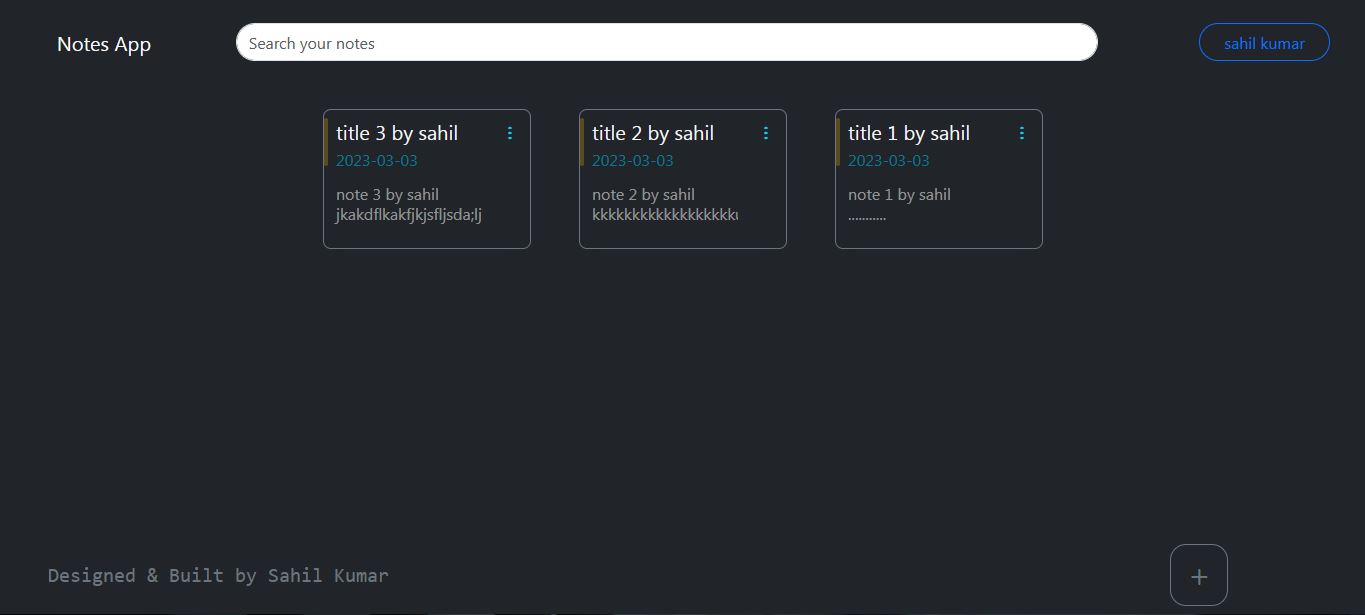 Notes App
Search your notes
sahil kumar
title 3 by sahil
2023-03-03
note 3 by sahil
jkakdflkakfjkjsfljsda;lj
title 2 by sahil
2023-03-03
note 2 by sahil
kkkkkkkkkkkkkkkkkk
title 1 by sahil
2023-03-03
note 1 by sahil
...........
Designed & Built by Sahil Kumar
+